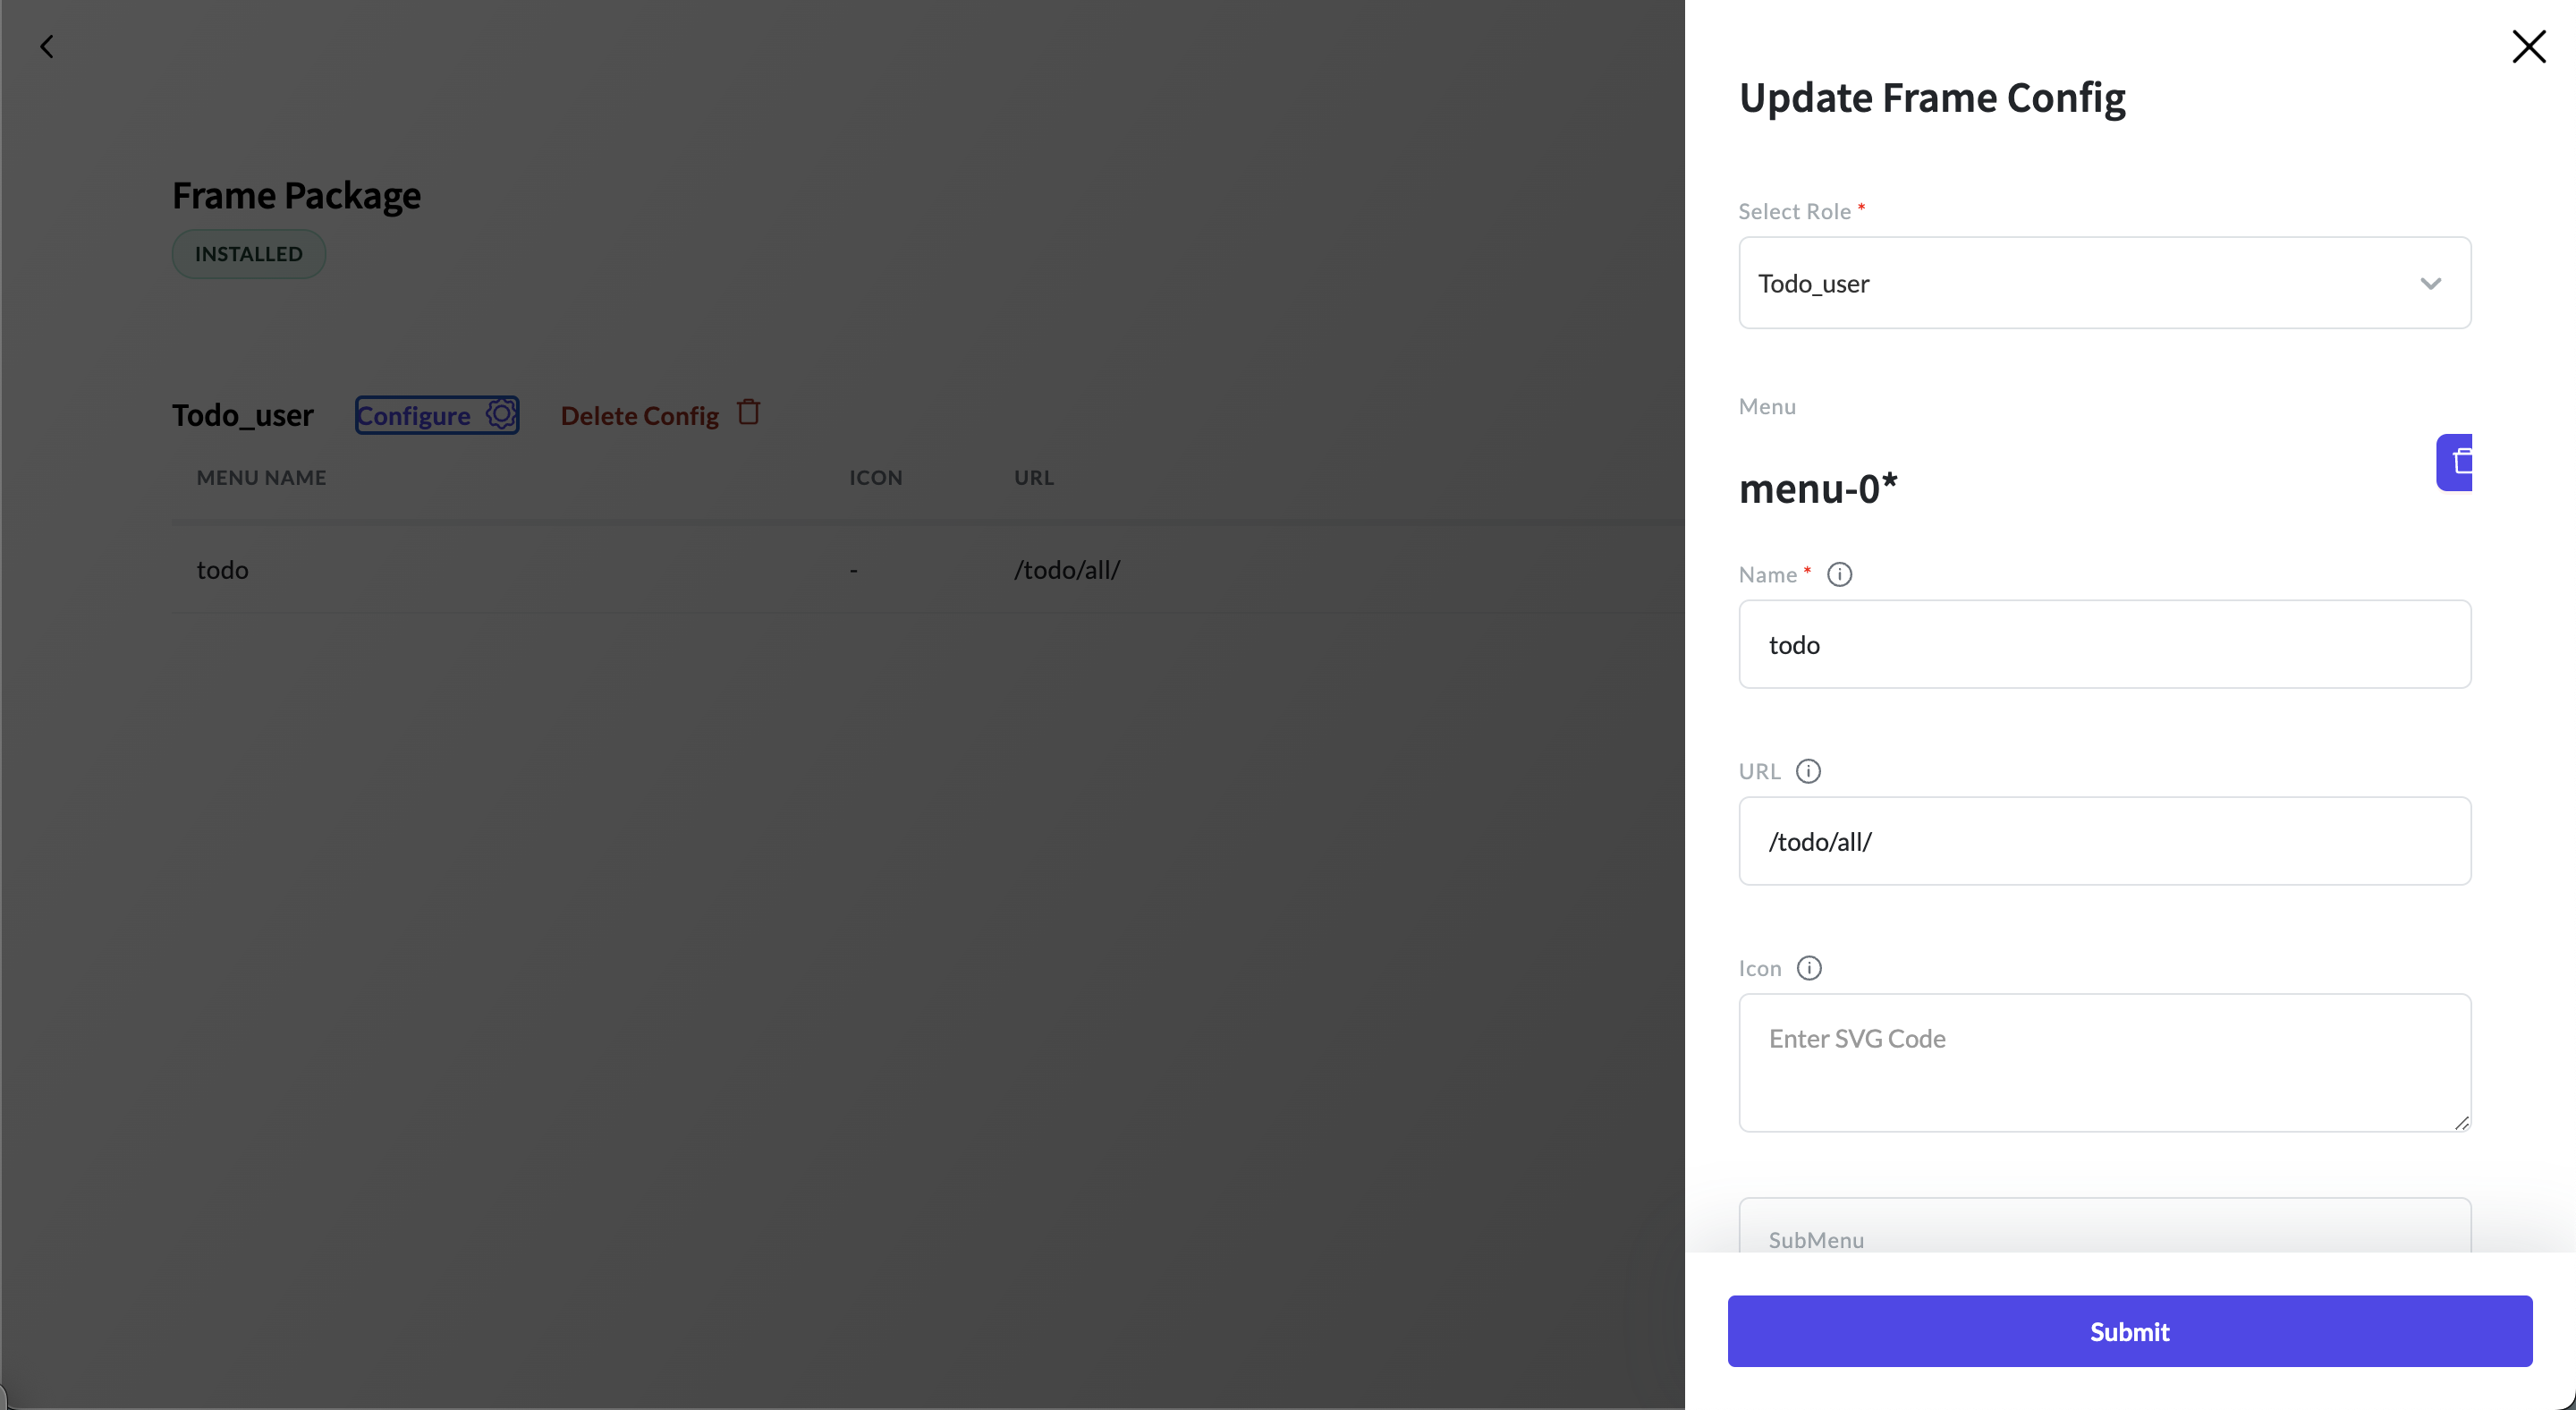 Frame Package
INSTALLED
Todo_user Configure Delete Config
MENU NAME ICON URL
todo - /todo/all/
Update Frame Config
Select Role *
Todo_user
Menu
menu-0*
Name *
todo
URL
/todo/all/
Icon
Enter SVG Code
SubMenu
Submit